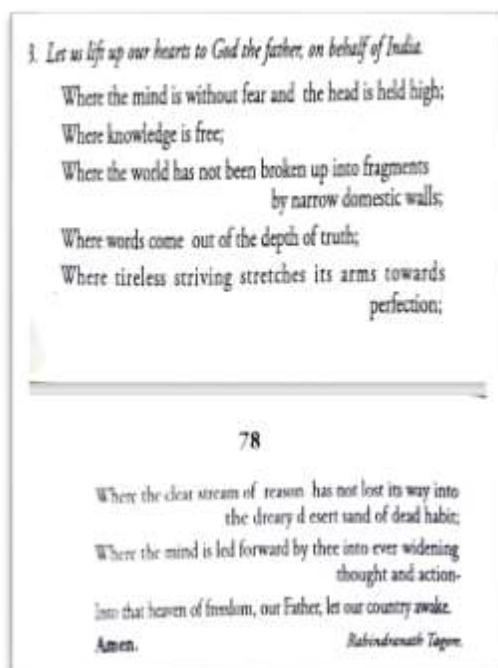 3. Let us lift up our hearts to God the father, on behalf of India.
Where the mind is without fear and the head is held high;
Where knowledge is free;
Where the world has not been broken up into fragments
by narrow domestic walls;
Where words come out of the depth of truth;
Where tireless striving stretches its arms towards
perfection;
78
Where the clear stream of reason has not lost its way into
the dreary d esert sand of dead habit;
Where the mind is led forward by thee into ever widening
thought and action-
Into that heaven of freedom, our Father, let our country awake.
Amen. Rabindranath Tagore.